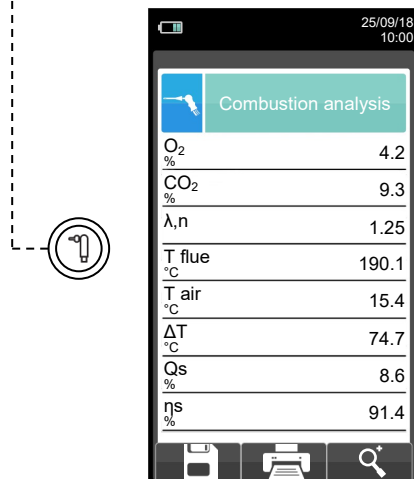 25/09/18
10:00
Combustion analysis
O2 4.2
%
CO2 9.3
%
λ,n 1.25
T flue 190.1
°C
T air 15.4
°C
ΔT 74.7
°C
Qs 8.6
%
ηs 91.4
%